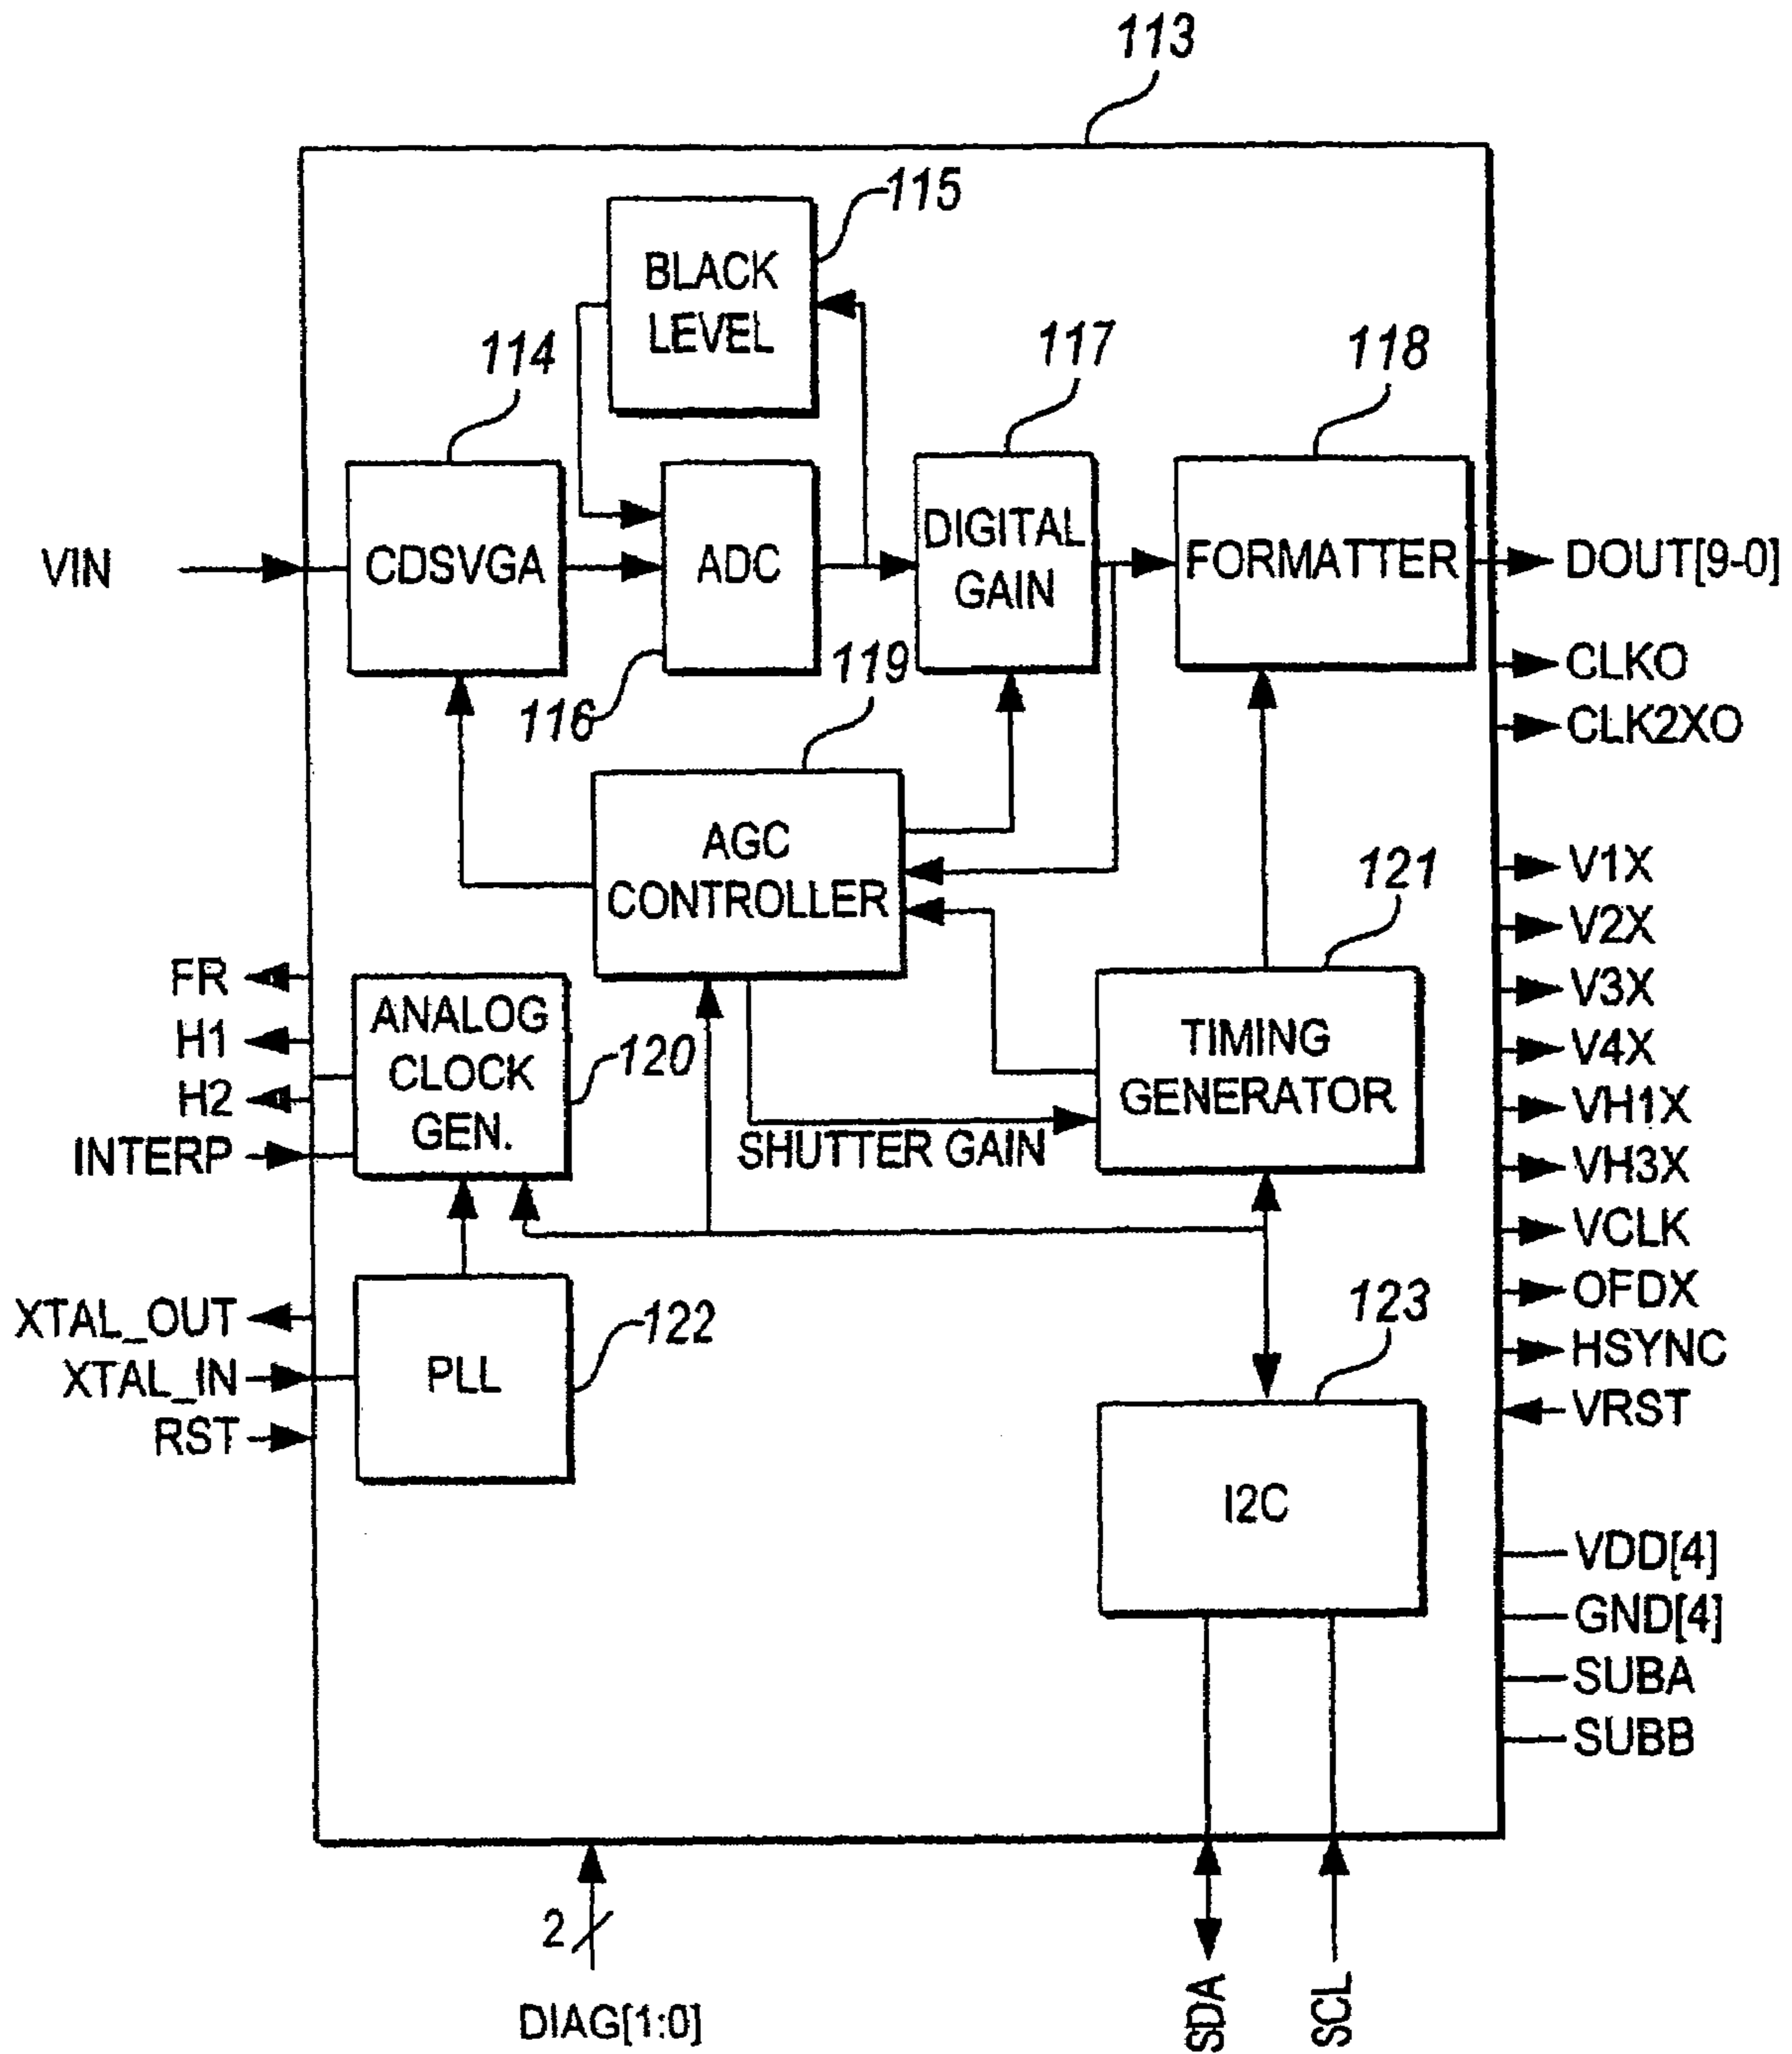 113
115
BLACK
LEVEL
114
117
118
VIN
CDSVGA
ADC
DIGITAL
GAIN
FORMATTER
DOUT[9-0]
116
119
CLKO
CLK2XO
AGC
CONTROLLER
121
V1X
V2X
V3X
V4X
VH1X
VH3X
VCLK
OFDX
HSYNC
VRST
FR
H1
H2
INTERP
ANALOG
CLOCK
GEN.
120
TIMING
GENERATOR
SHUTTER GAIN
XTAL_OUT
XTAL_IN
RST
PLL
122
123
I2C
VDD[4]
GND[4]
SUBA
SUBB
2
DIAG[1:0]
SDA
SCL